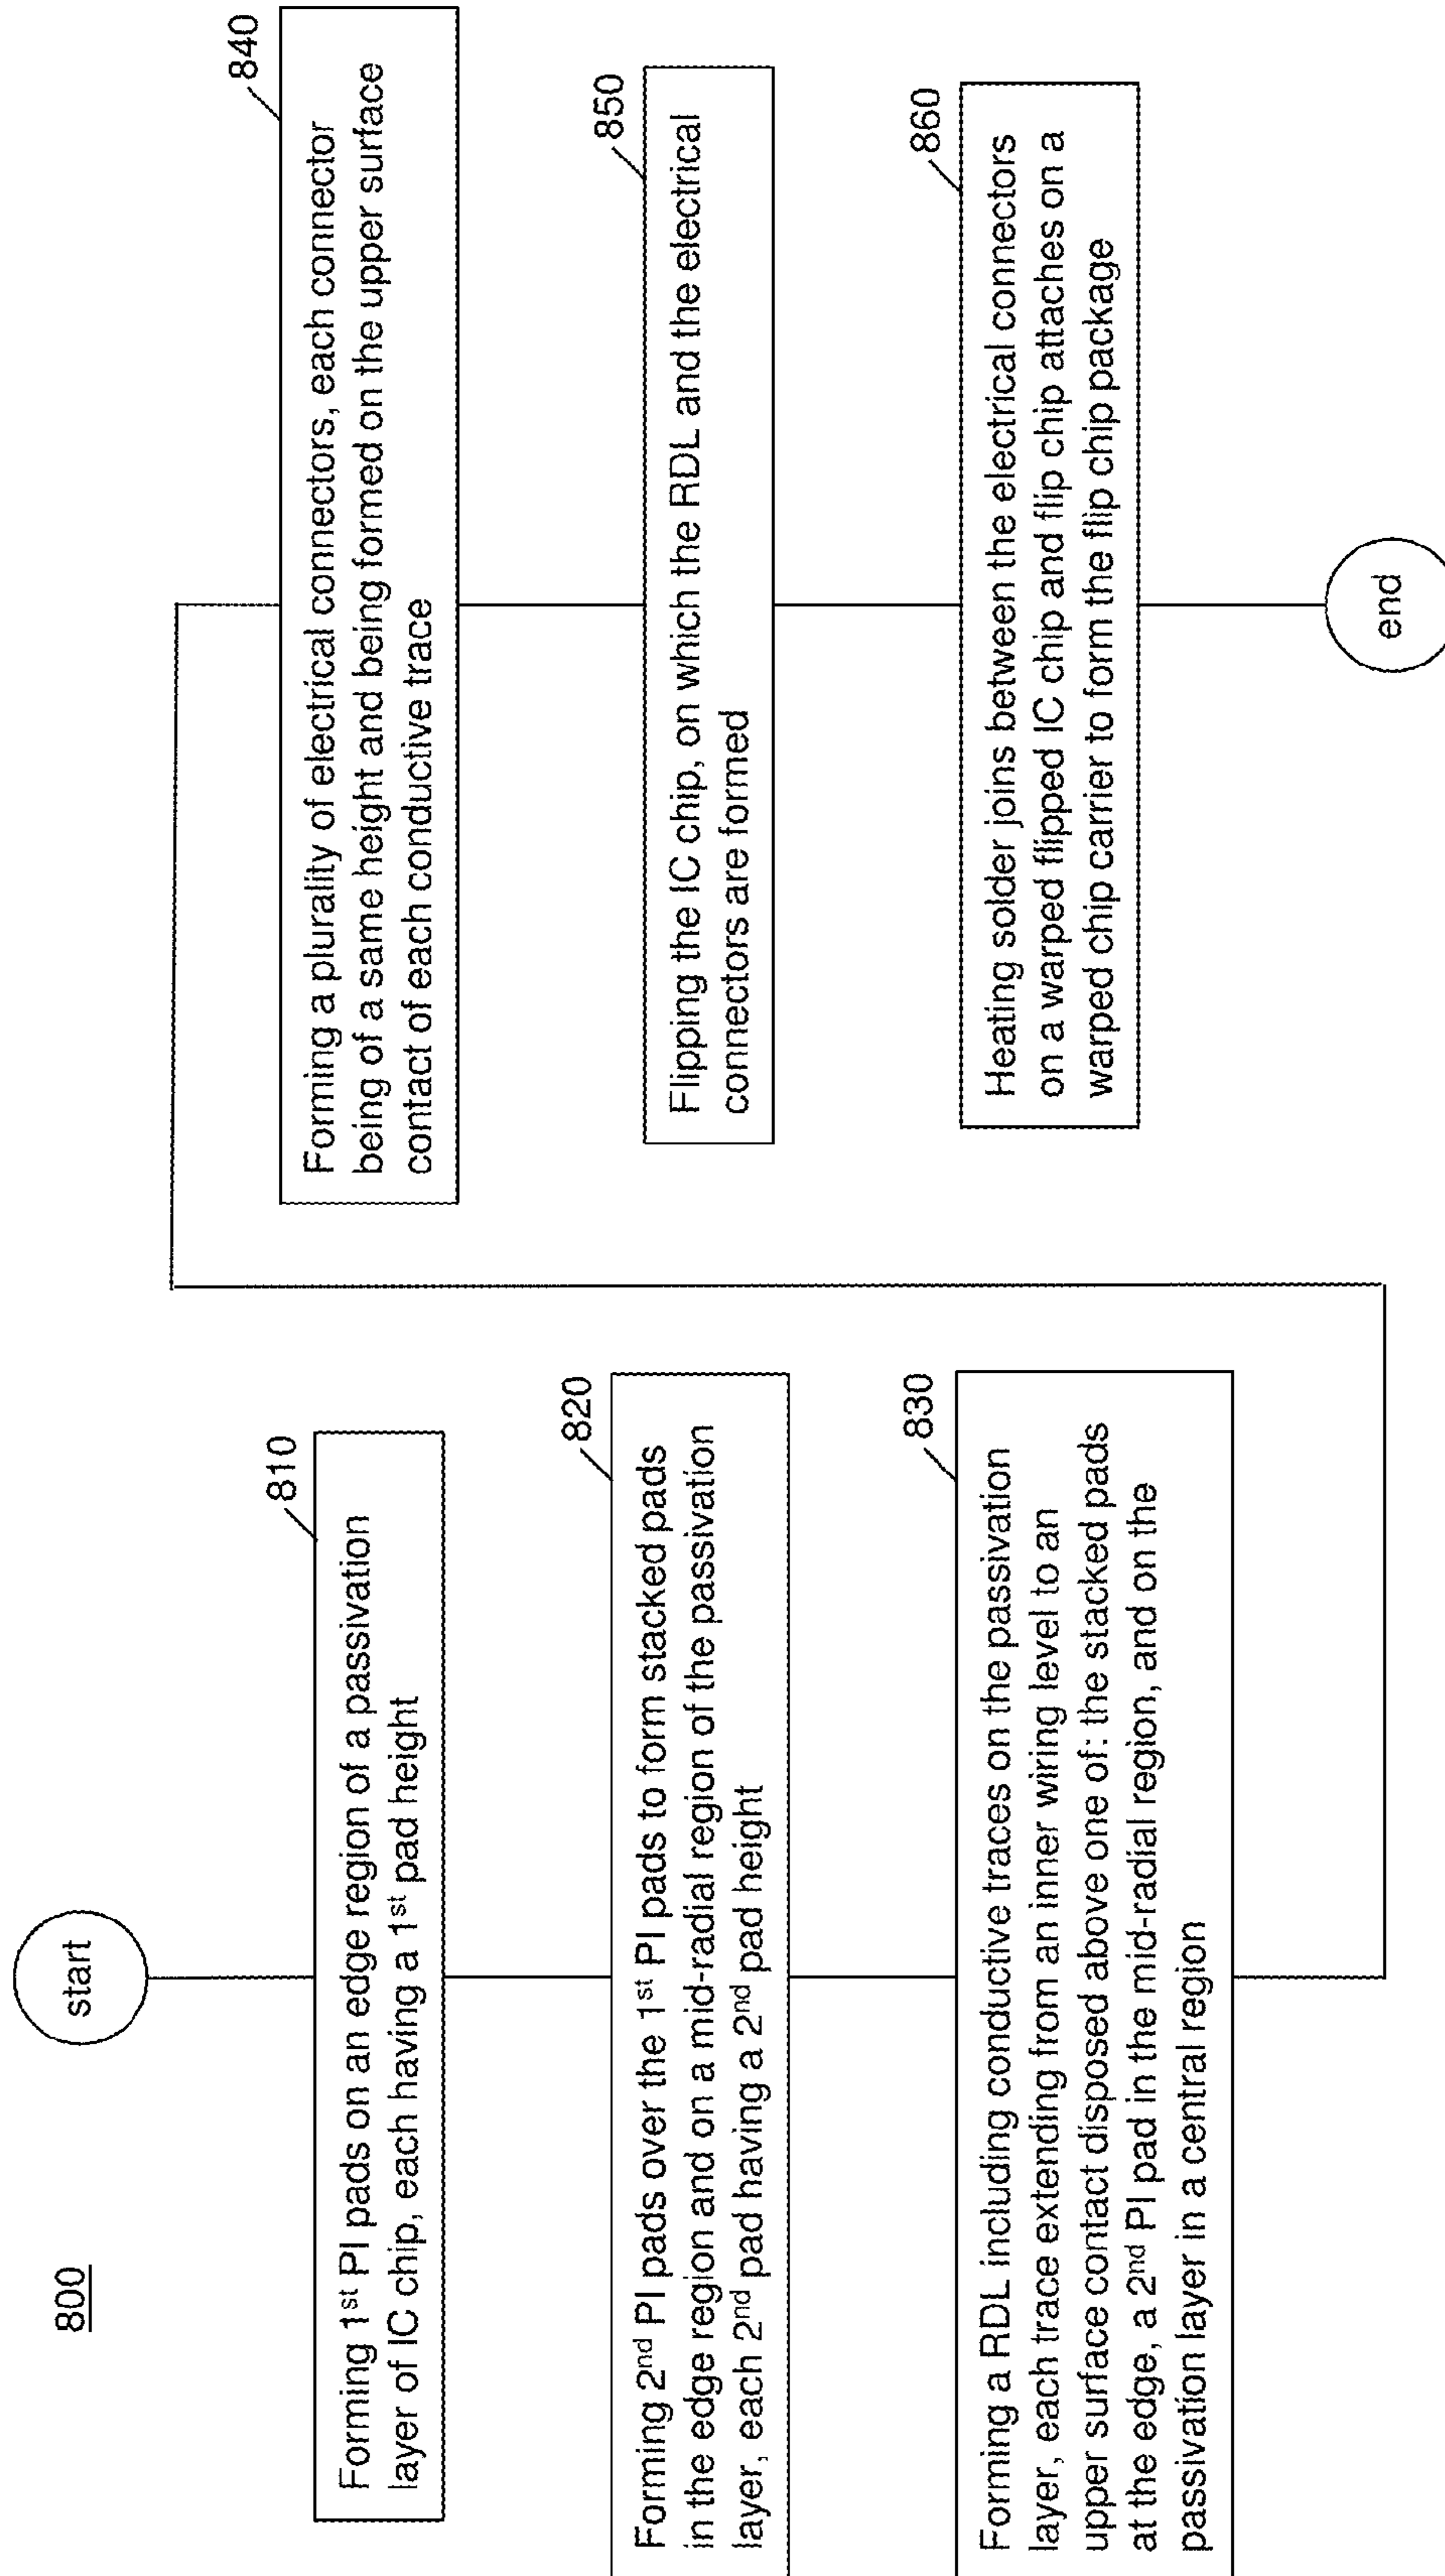 800
start
810
Forming 1st PI pads on an edge region of a passivation
layer of IC chip, each having a 1st pad height
820
Forming 2nd PI pads over the 1st PI pads to form stacked pads
in the edge region and on a mid-radial region of the passivation
layer, each 2nd pad having a 2nd pad height
830
Forming a RDL including conductive traces on the passivation
layer, each trace extending from an inner wiring level to an
upper surface contact disposed above one of: the stacked pads
at the edge, a 2nd PI pad in the mid-radial region, and on the
passivation layer in a central region
840
Forming a plurality of electrical connectors, each connector
being of a same height and being formed on the upper surface
contact of each conductive trace
850
Flipping the IC chip, on which the RDL and the electrical
connectors are formed
860
Heating solder joins between the electrical connectors
on a warped flipped IC chip and flip chip attaches on a
warped chip carrier to form the flip chip package
end